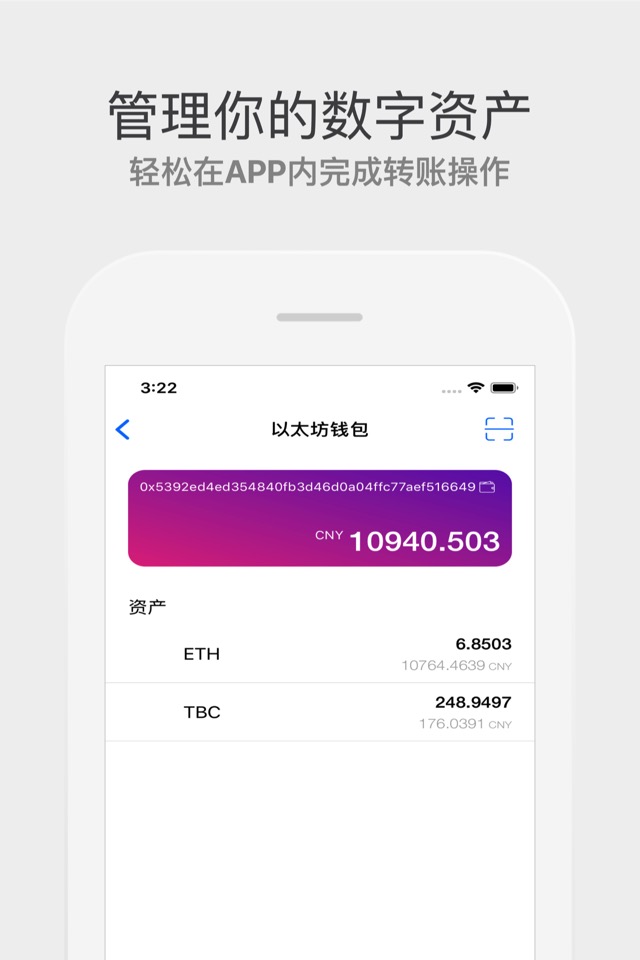 管理你的数字资产
轻松在APP内完成转账操作
3:22
以太坊钱包
0x5392ed4ed354840fb3d46d0a04ffc77aef516649
CNY 10940.503
资产
ETH
6.8503
10764.4639 CNY
TBC
248.9497
176.0391 CNY